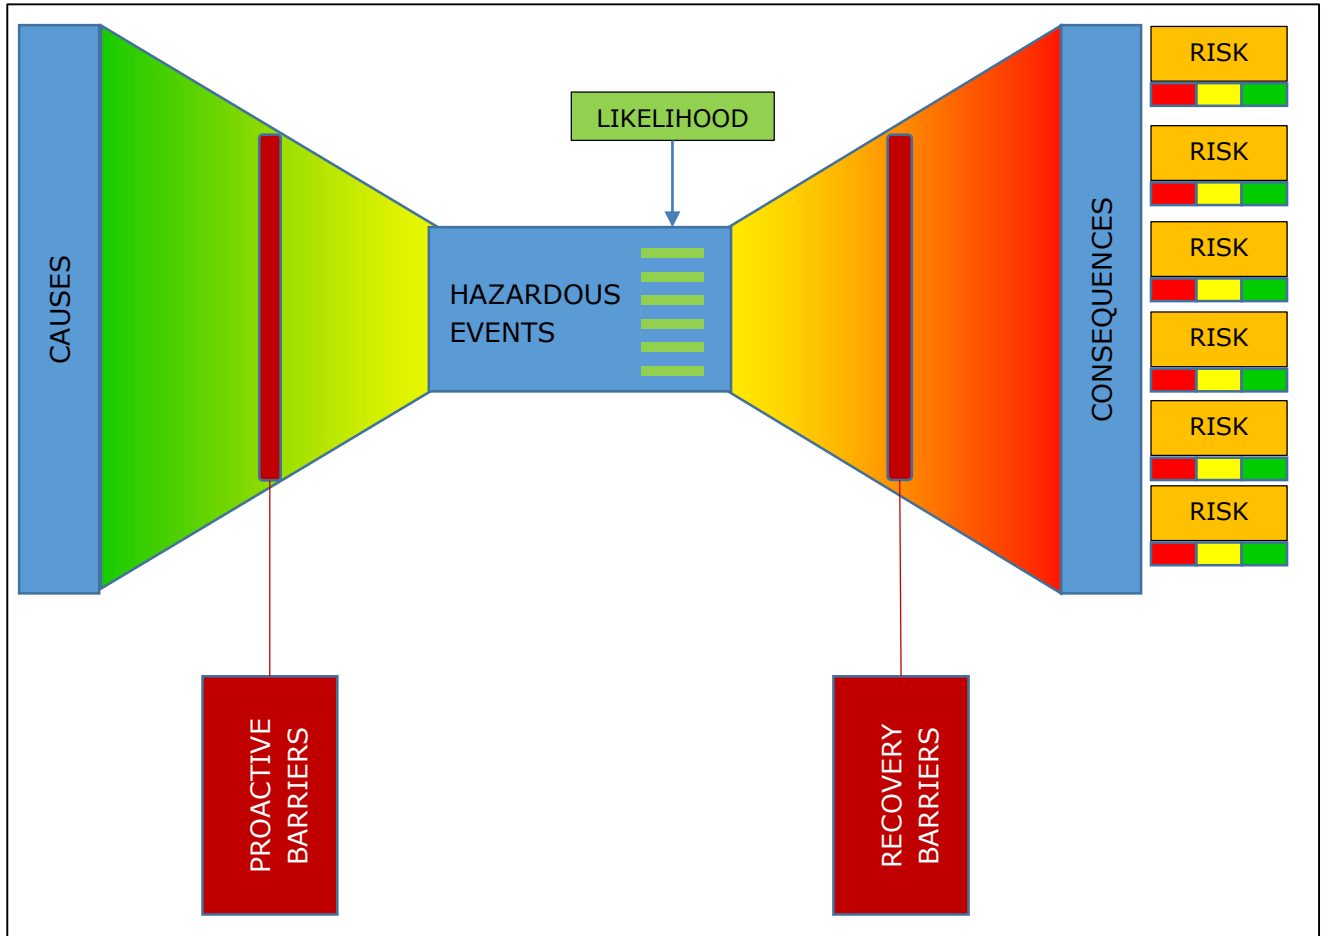 CAUSES
PROACTIVE
BARRIERS
LIKELIHOOD
HAZARDOUS
EVENTS
RECOVERY
BARRIERS
CONSEQUENCES
RISK
RISK
RISK
RISK
RISK
RISK